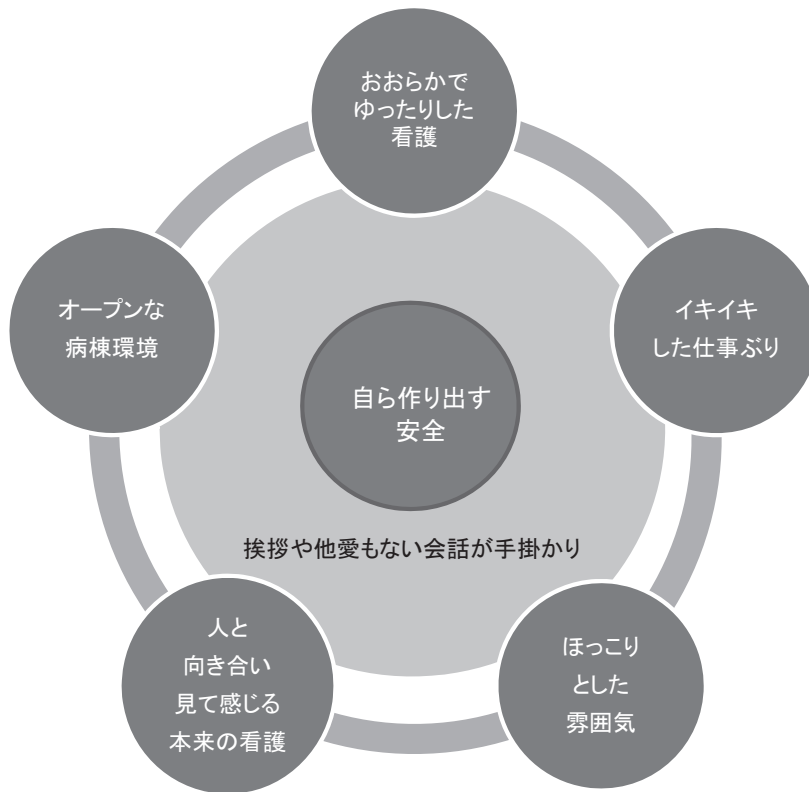 おおらかで
ゆったりした
看護
オープンな
病棟環境
イキイキ
した仕事ぶり
自ら作り出す
安全
挨拶や他愛もない会話が手掛かり
人と
向き合い
見て感じる
本来の看護
ほっこり
とした
雰囲気